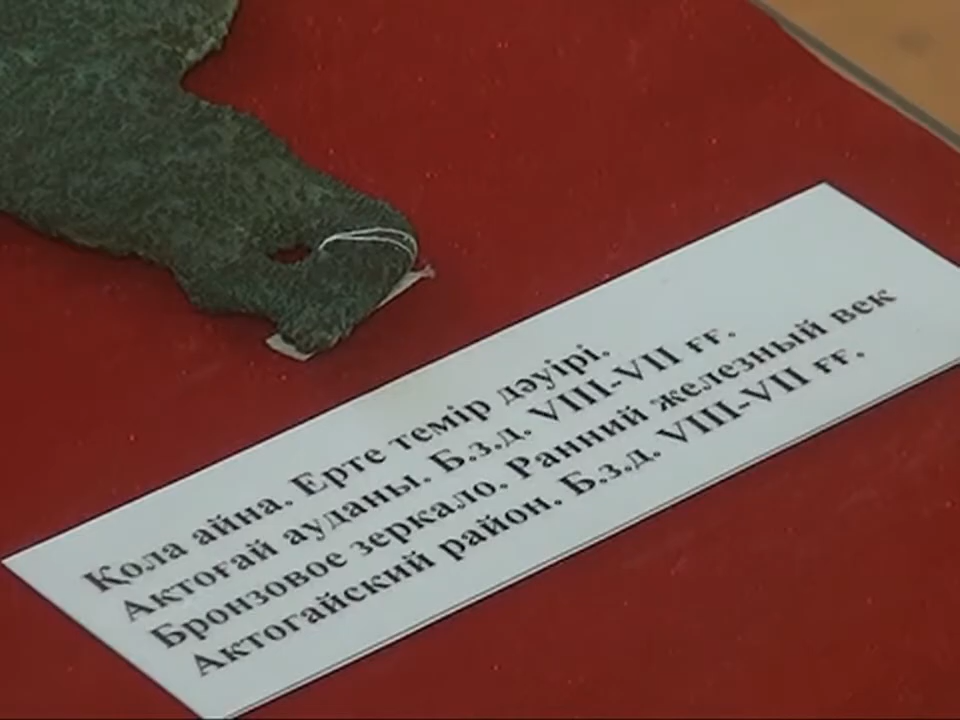 Қола айна. Ерте темір дәуірі.
Ақтоғай ауданы. Б.з.д. VIII-VII ғғ.
Бронзовое зеркало. Ранний железный век
Актогайский район. Б.з.д. VIII-VII ғғ.